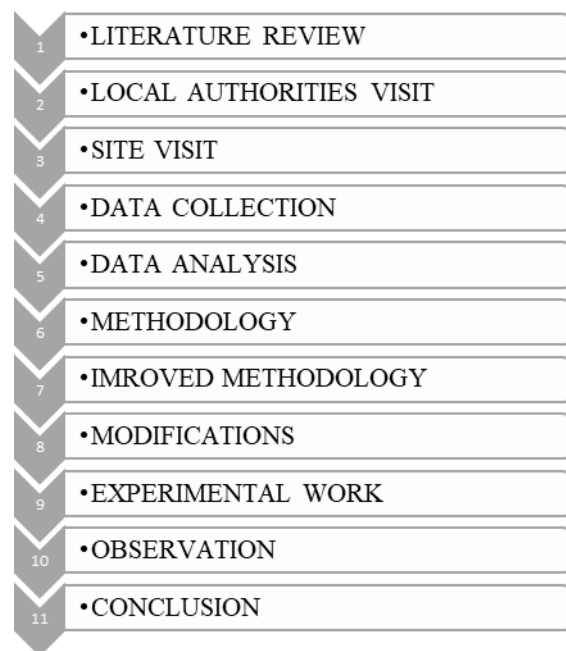 1 •LITERATURE REVIEW
2 •LOCAL AUTHORITIES VISIT
3 •SITE VISIT
4 •DATA COLLECTION
5 •DATA ANALYSIS
6 •METHODOLOGY
7 •IMROVED METHODOLOGY
8 •MODIFICATIONS
9 •EXPERIMENTAL WORK
10 •OBSERVATION
11 •CONCLUSION